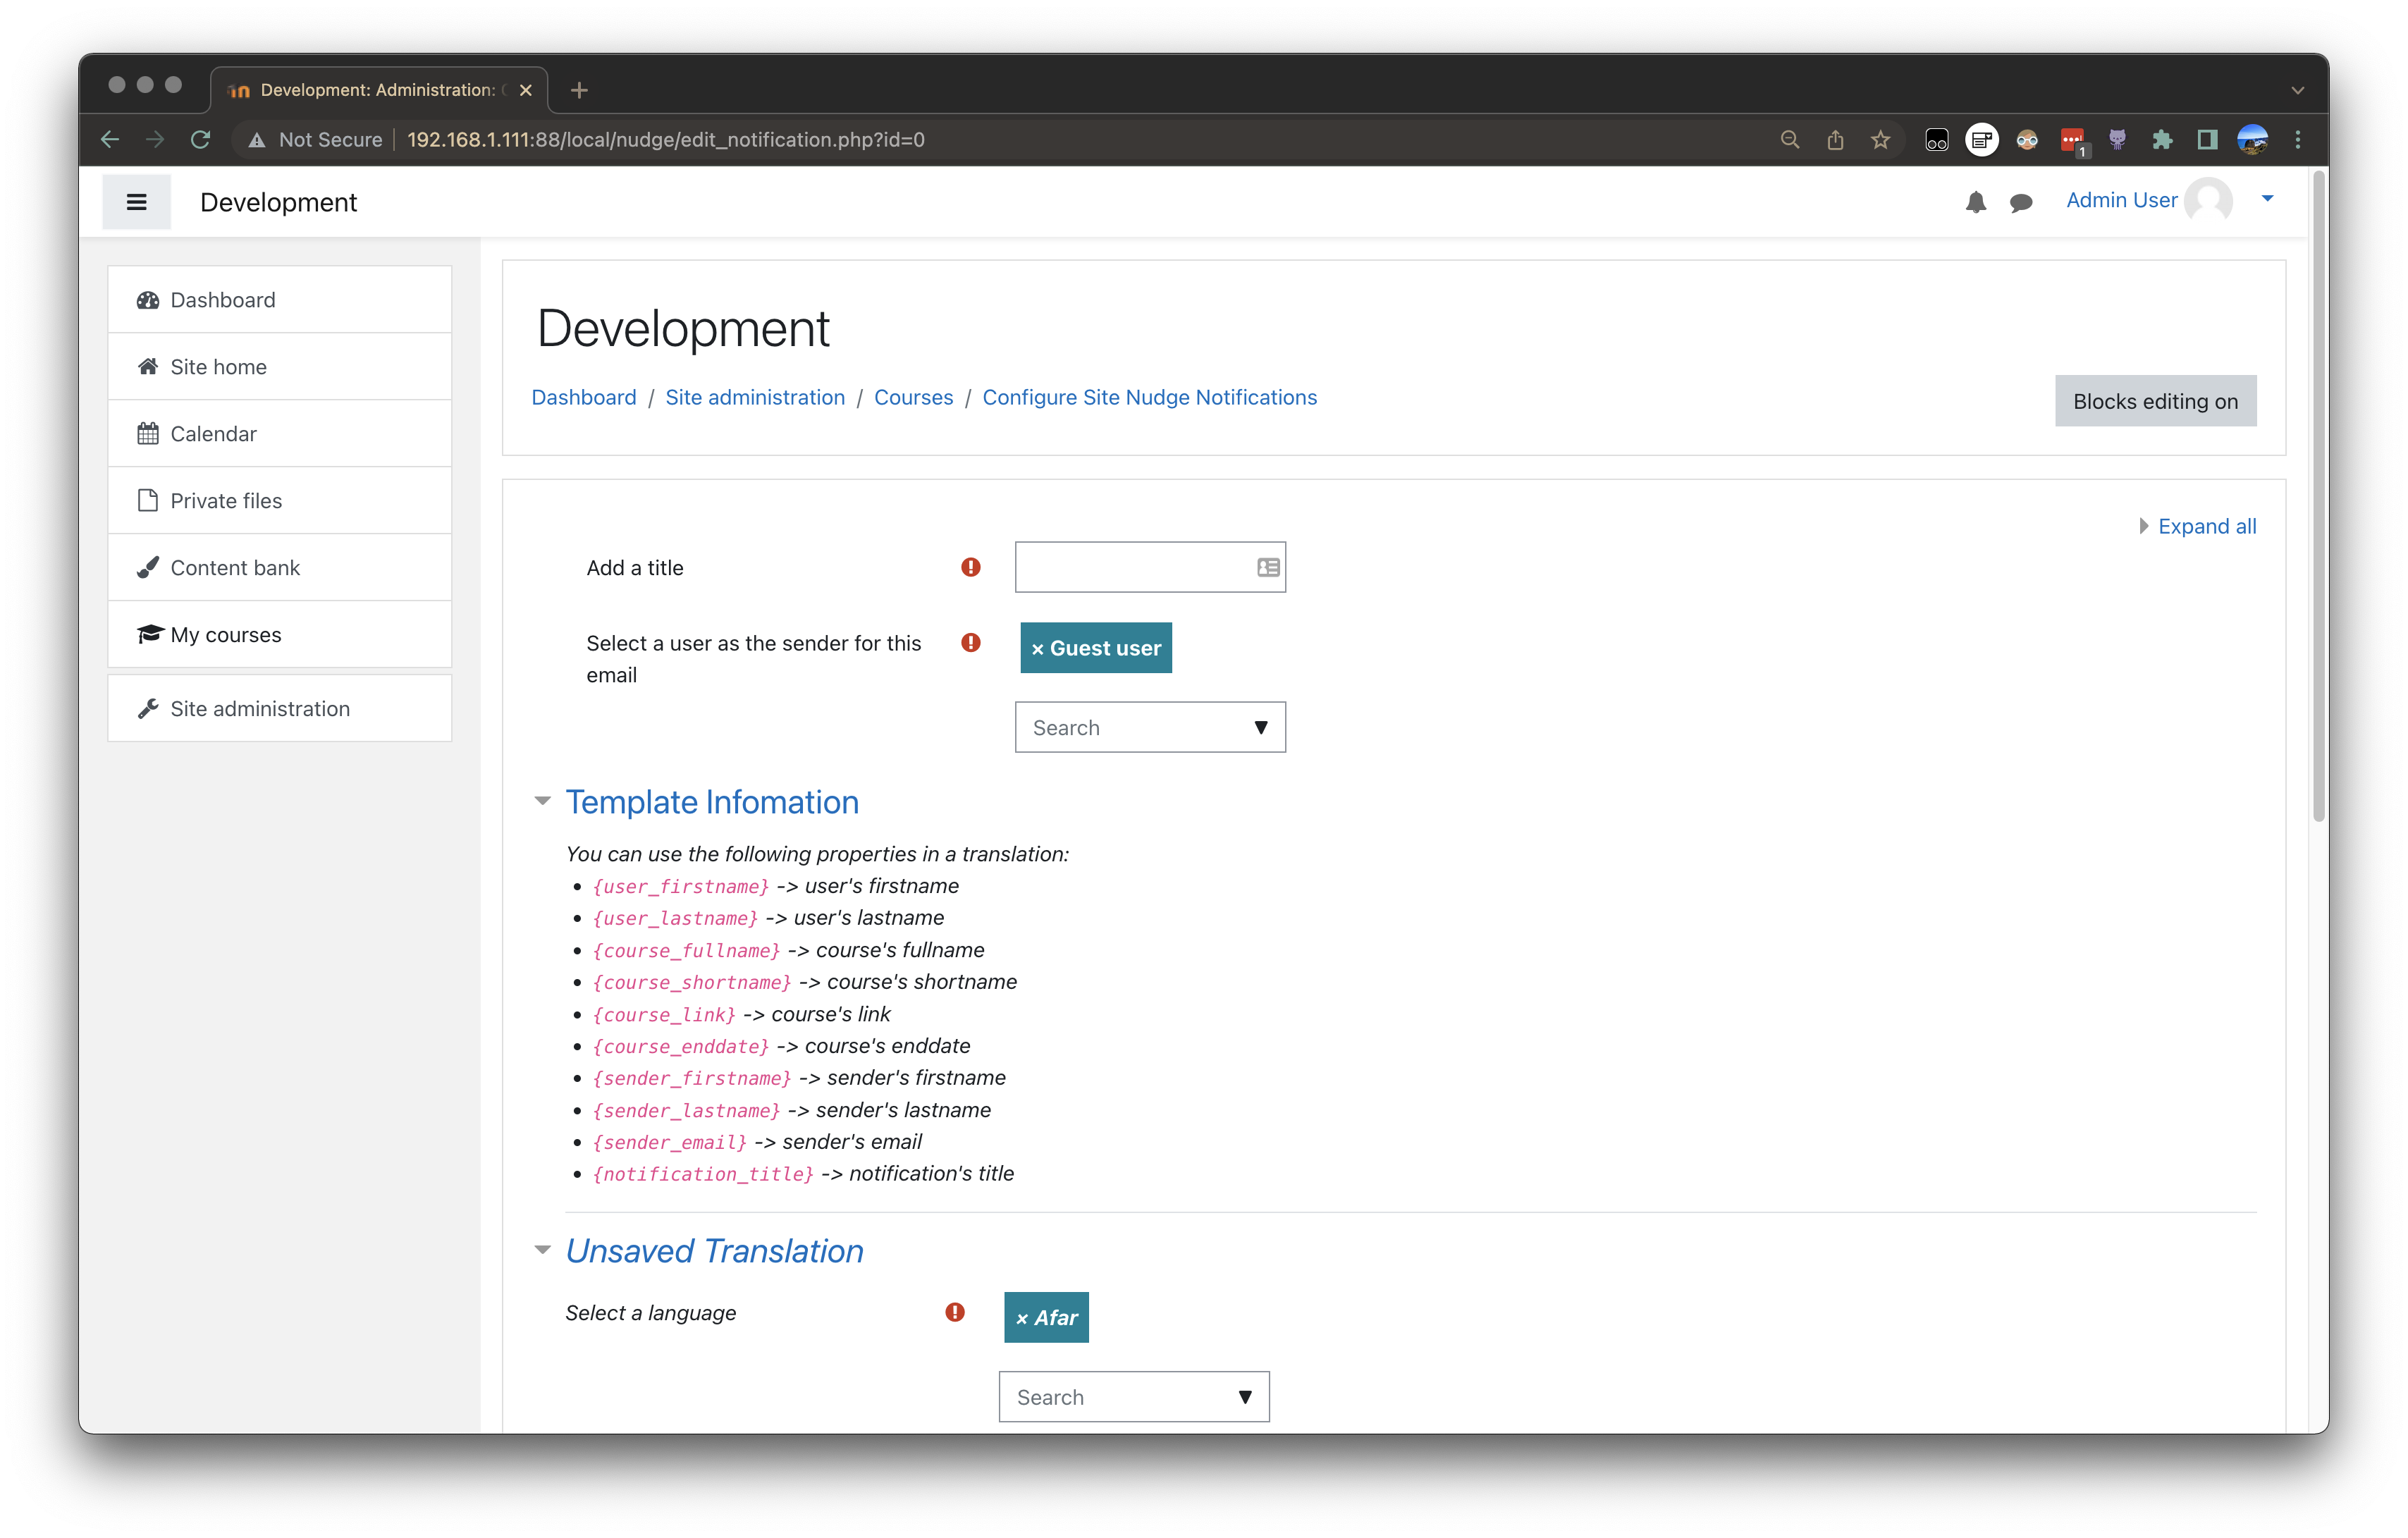 Development: Administration:
Not Secure 192.168.1.111:88/local/nudge/edit_notification.php?id=0
1
Development
Admin User
Dashboard
Site home
Calendar
Private files
Content bank
My courses
Site administration
Development
Dashboard / Site administration / Courses / Configure Site Nudge Notifications
Blocks editing on
Expand all
Add a title
Select a user as the sender for this
email
× Guest user
Search
Template Infomation
You can use the following properties in a translation:
• {user_firstname} -> user's firstname
• {user_lastname} -> user's lastname
• {course_fullname} -> course's fullname
• {course_shortname} -> course's shortname
• {course_link} -> course's link
• {course_enddate} -> course's enddate
• {sender_firstname} -> sender's firstname
• {sender_lastname} -> sender's lastname
• {sender_email} -> sender's email
• {notification_title} -> notification's title
Unsaved Translation
Select a language
× Afar
Search